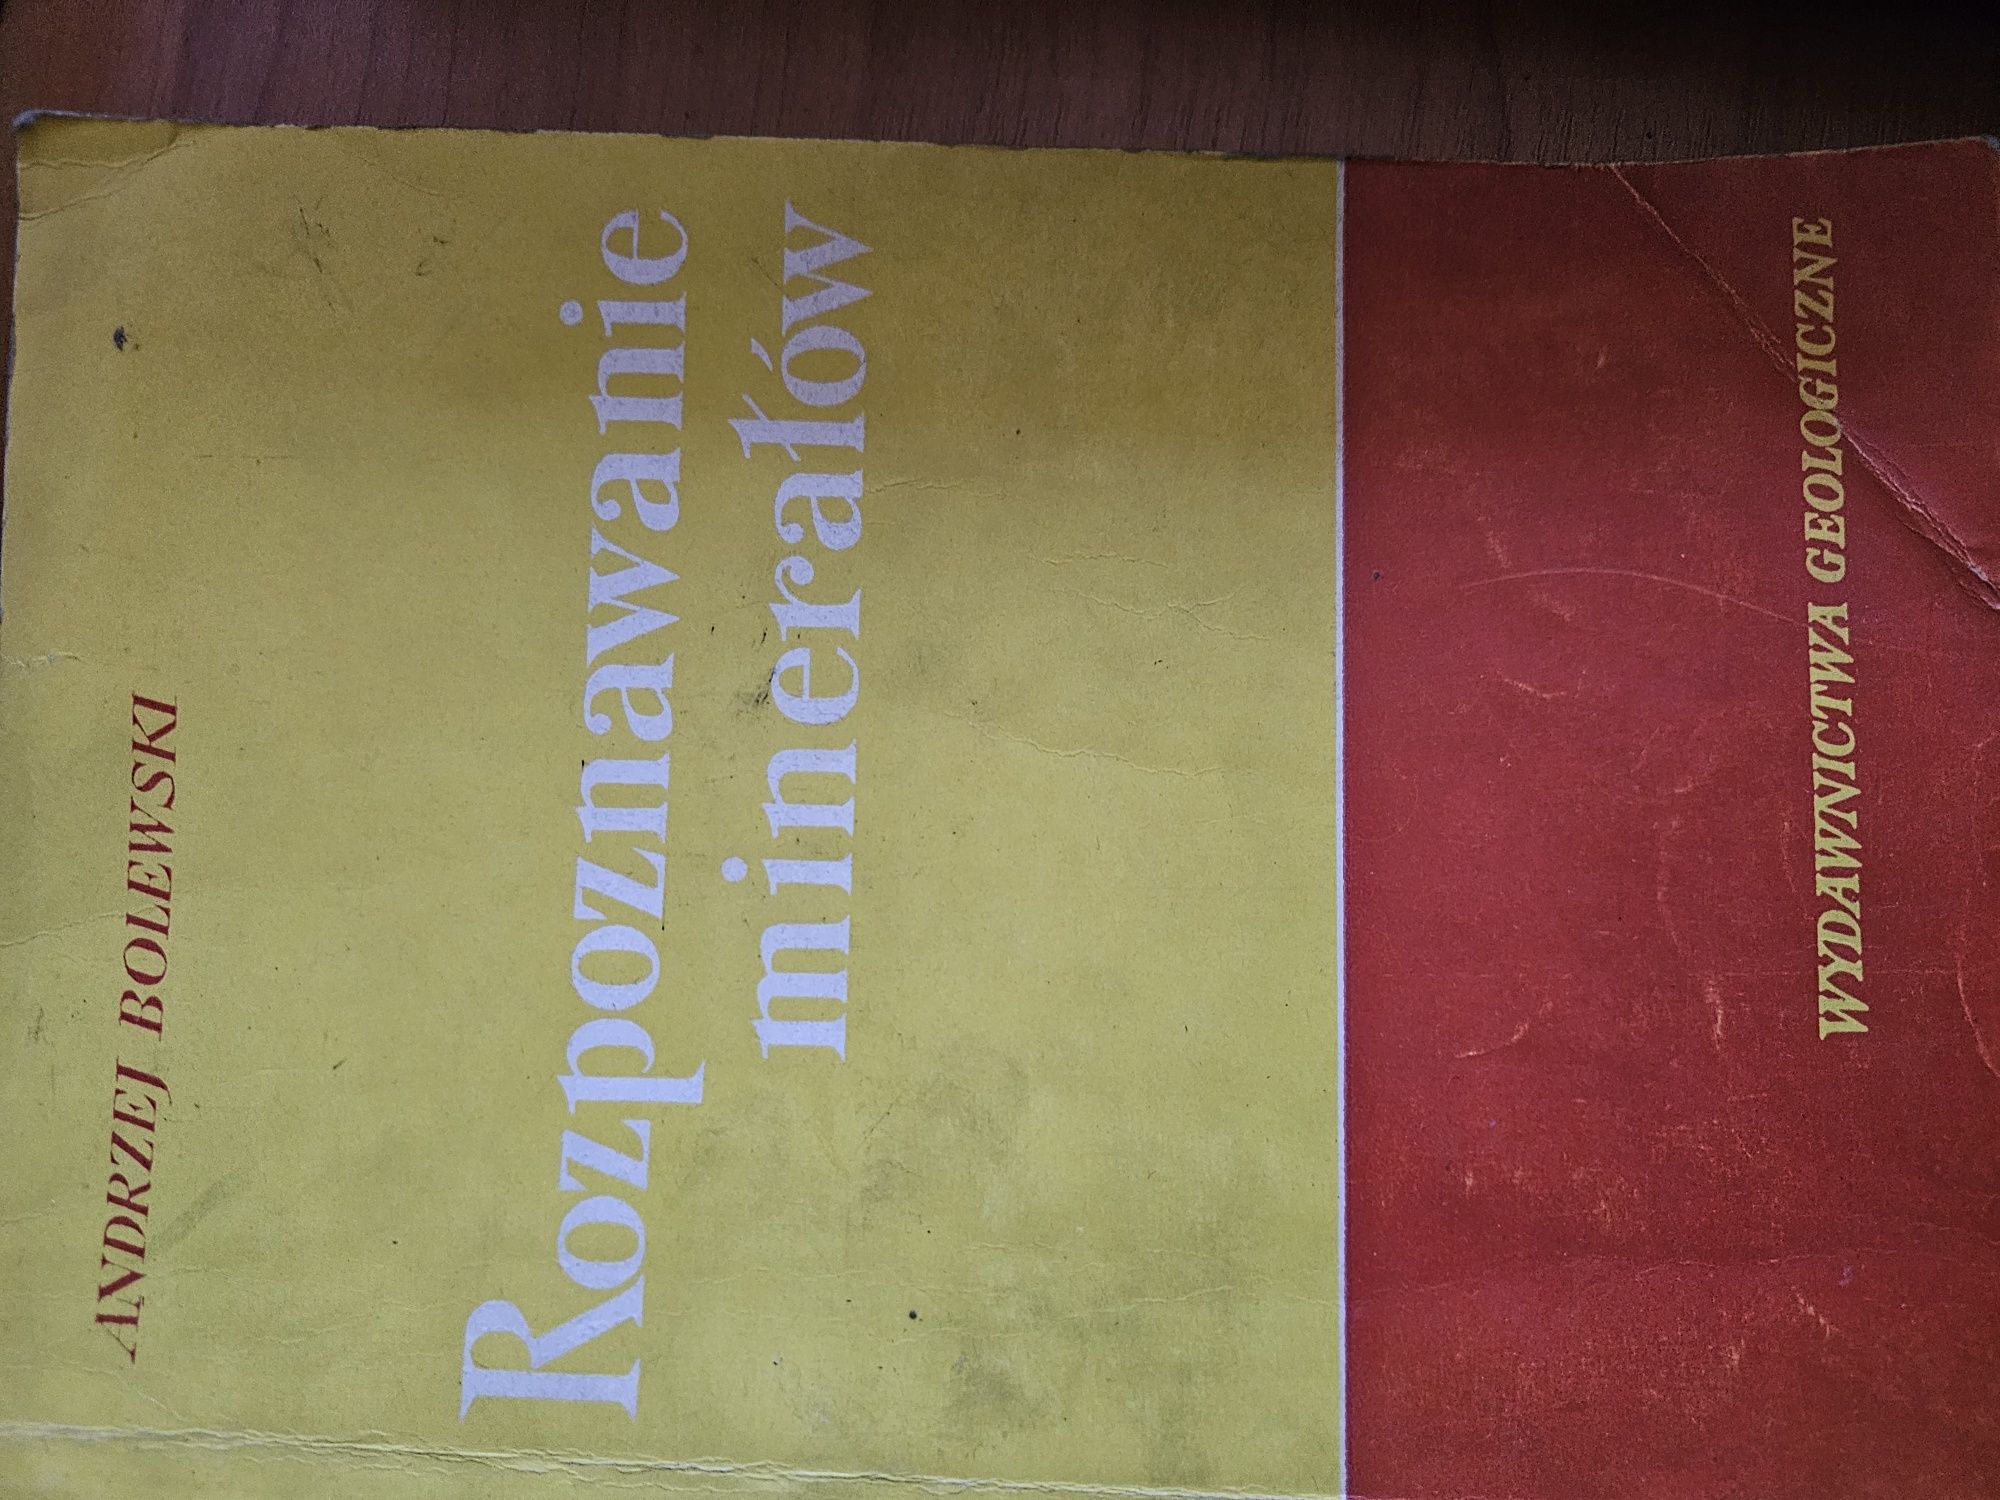 ANDRZEJ BOLEWSKI
Rozpoznawanie
minerałów
WYDAWNICTWA GEOLOGICZNE